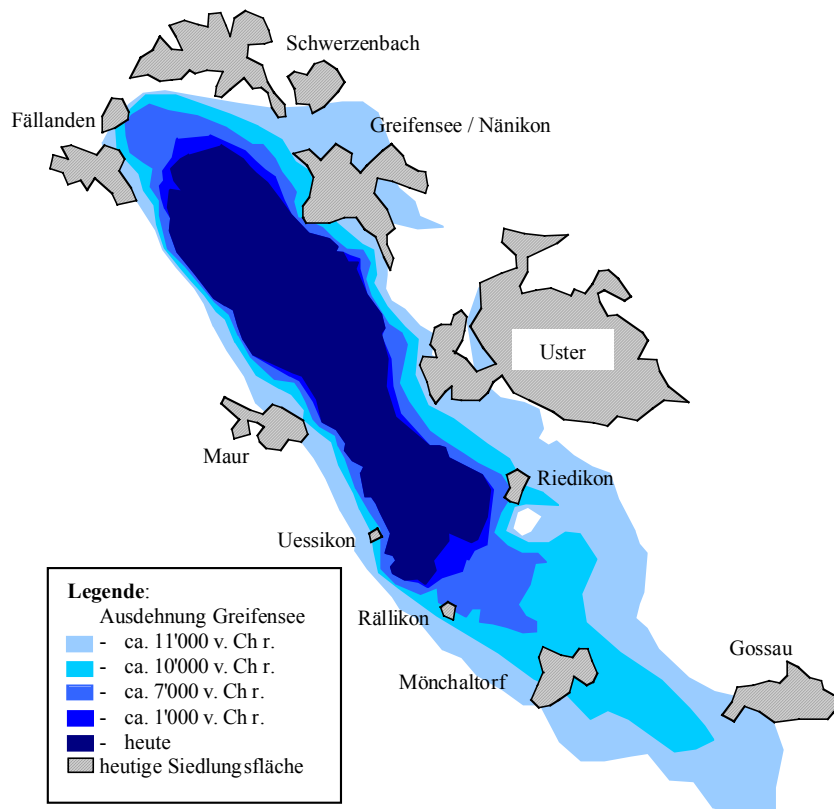 Schwerzenbach
Fällanden
Greifensee / Nänikon
Uster
Maur
Riedikon
Uessikon
Rällikon
Gossau
Mönchaltorf
Legende:
Ausdehnung Greifensee
- ca. 11'000 v. Ch r.
- ca. 10'000 v. Ch r.
- ca. 7'000 v. Ch r.
- ca. 1'000 v. Ch r.
- heute
heutige Siedlungsfläche